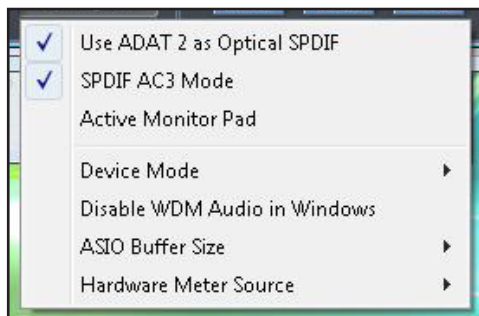 Use ADAT 2 as Optical SPDIF
SPDIF AC3 Mode
Active Monitor Pad
Device Mode
Disable WDM Audio in Windows
ASIO Buffer Size
Hardware Meter Source